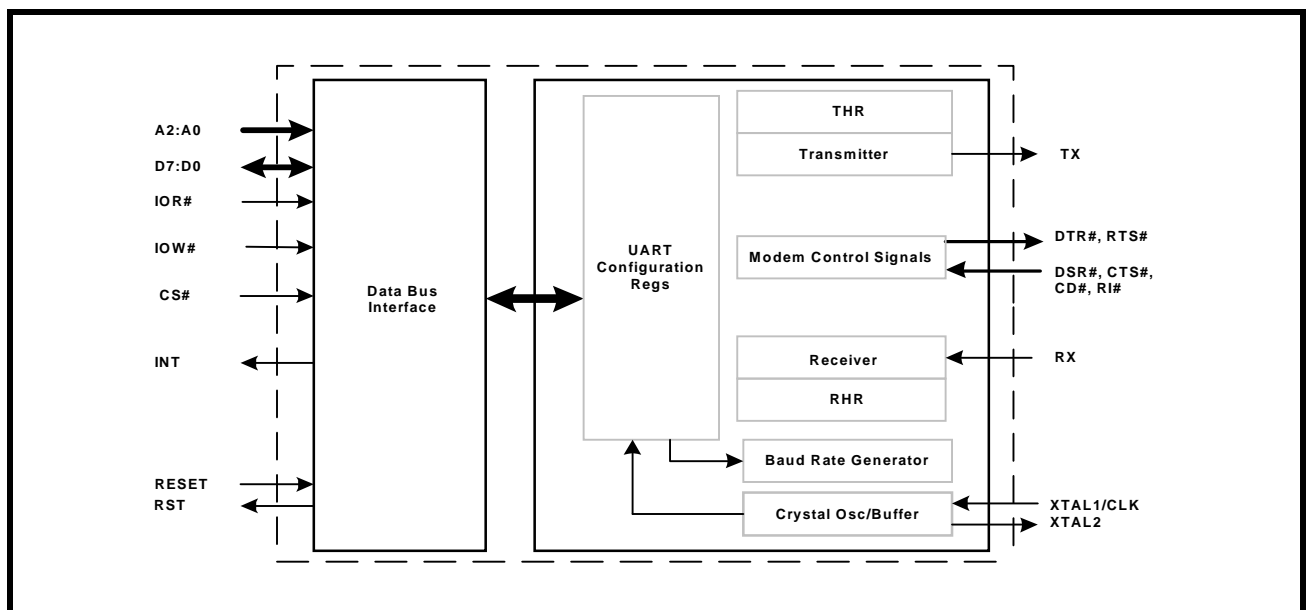 A2:A0
D7:D0
IOR#
IOW#
CS#
INT
RESET
RST
Data Bus
Interface
UART
Configuration
Regs
THR
Transmitter
Modem Control Signals
Receiver
RHR
Baud Rate Generator
Crystal Osc/Buffer
TX
DTR#, RTS#
DSR#, CTS#,
CD#, RI#
RX
XTAL1/CLK
XTAL2